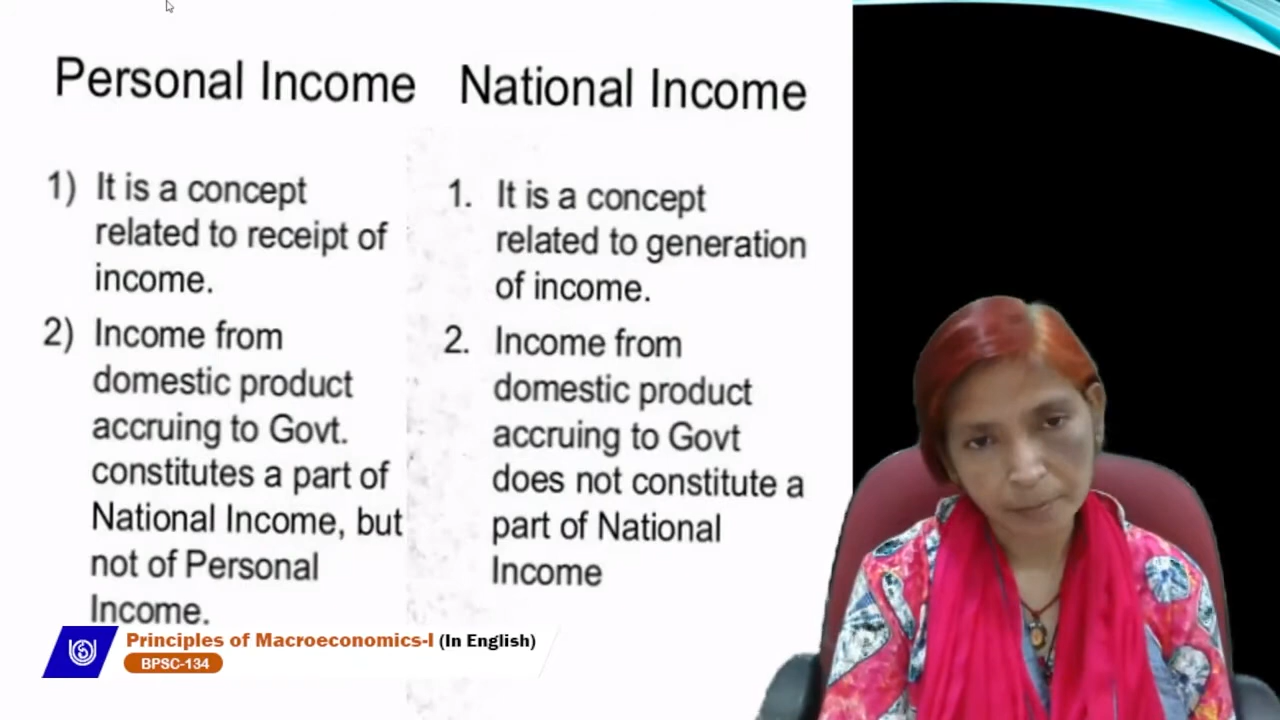 Personal Income
1) It is a concept
related to receipt of
income.
2) Income from
domestic product
accruing to Govt.
constitutes a part of
National Income, but
not of Personal
Income.
National Income
1. It is a concept
related to generation
of income.
2. Income from
domestic product
accruing to Govt
does not constitute a
part of National
Income
Principles of Macroeconomics-I (In English)
BPSC-134